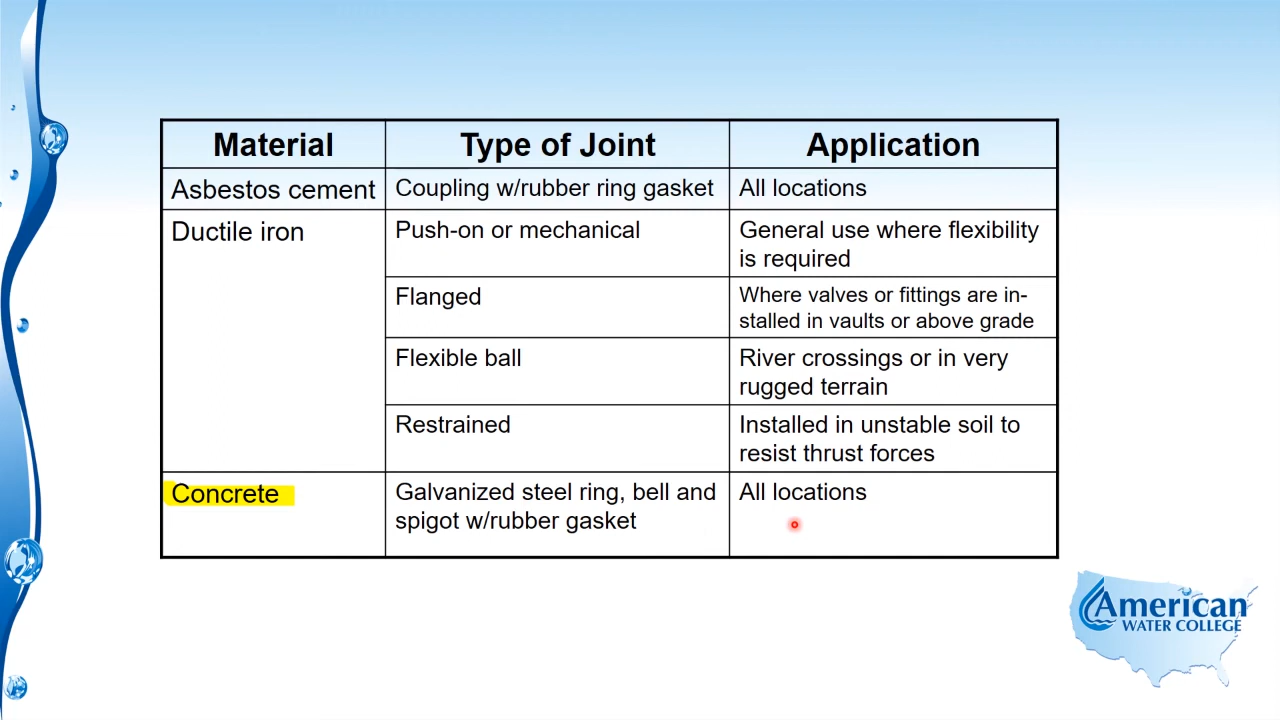 Material
Type of Joint
Application
Asbestos cement
Coupling w/rubber ring gasket
All locations
Ductile iron
Push-on or mechanical
General use where flexibility
is required
Flanged
Where valves or fittings are in-
stalled in vaults or above grade
Flexible ball
River crossings or in very
rugged terrain
Restrained
Installed in unstable soil to
resist thrust forces
Concrete
Galvanized steel ring, bell and
spigot w/rubber gasket
All locations
American
WATER COLLEGE